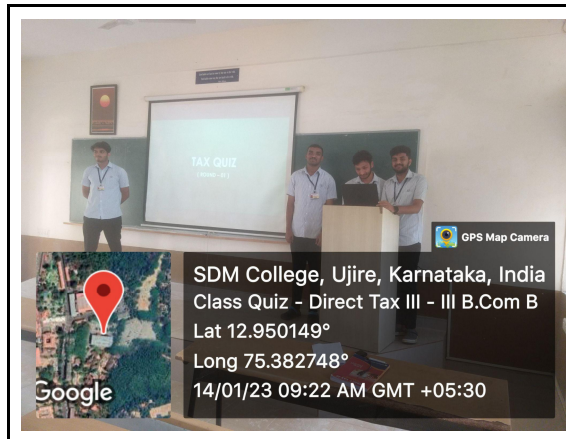 TAX QUIZ
GPS Map Camera
SDM College, Ujire, Karnataka, India
Class Quiz - Direct Tax III - III B.Com B
Lat 12.950149°
Long 75.382748°
14/01/23 09:22 AM GMT +05:30
Google